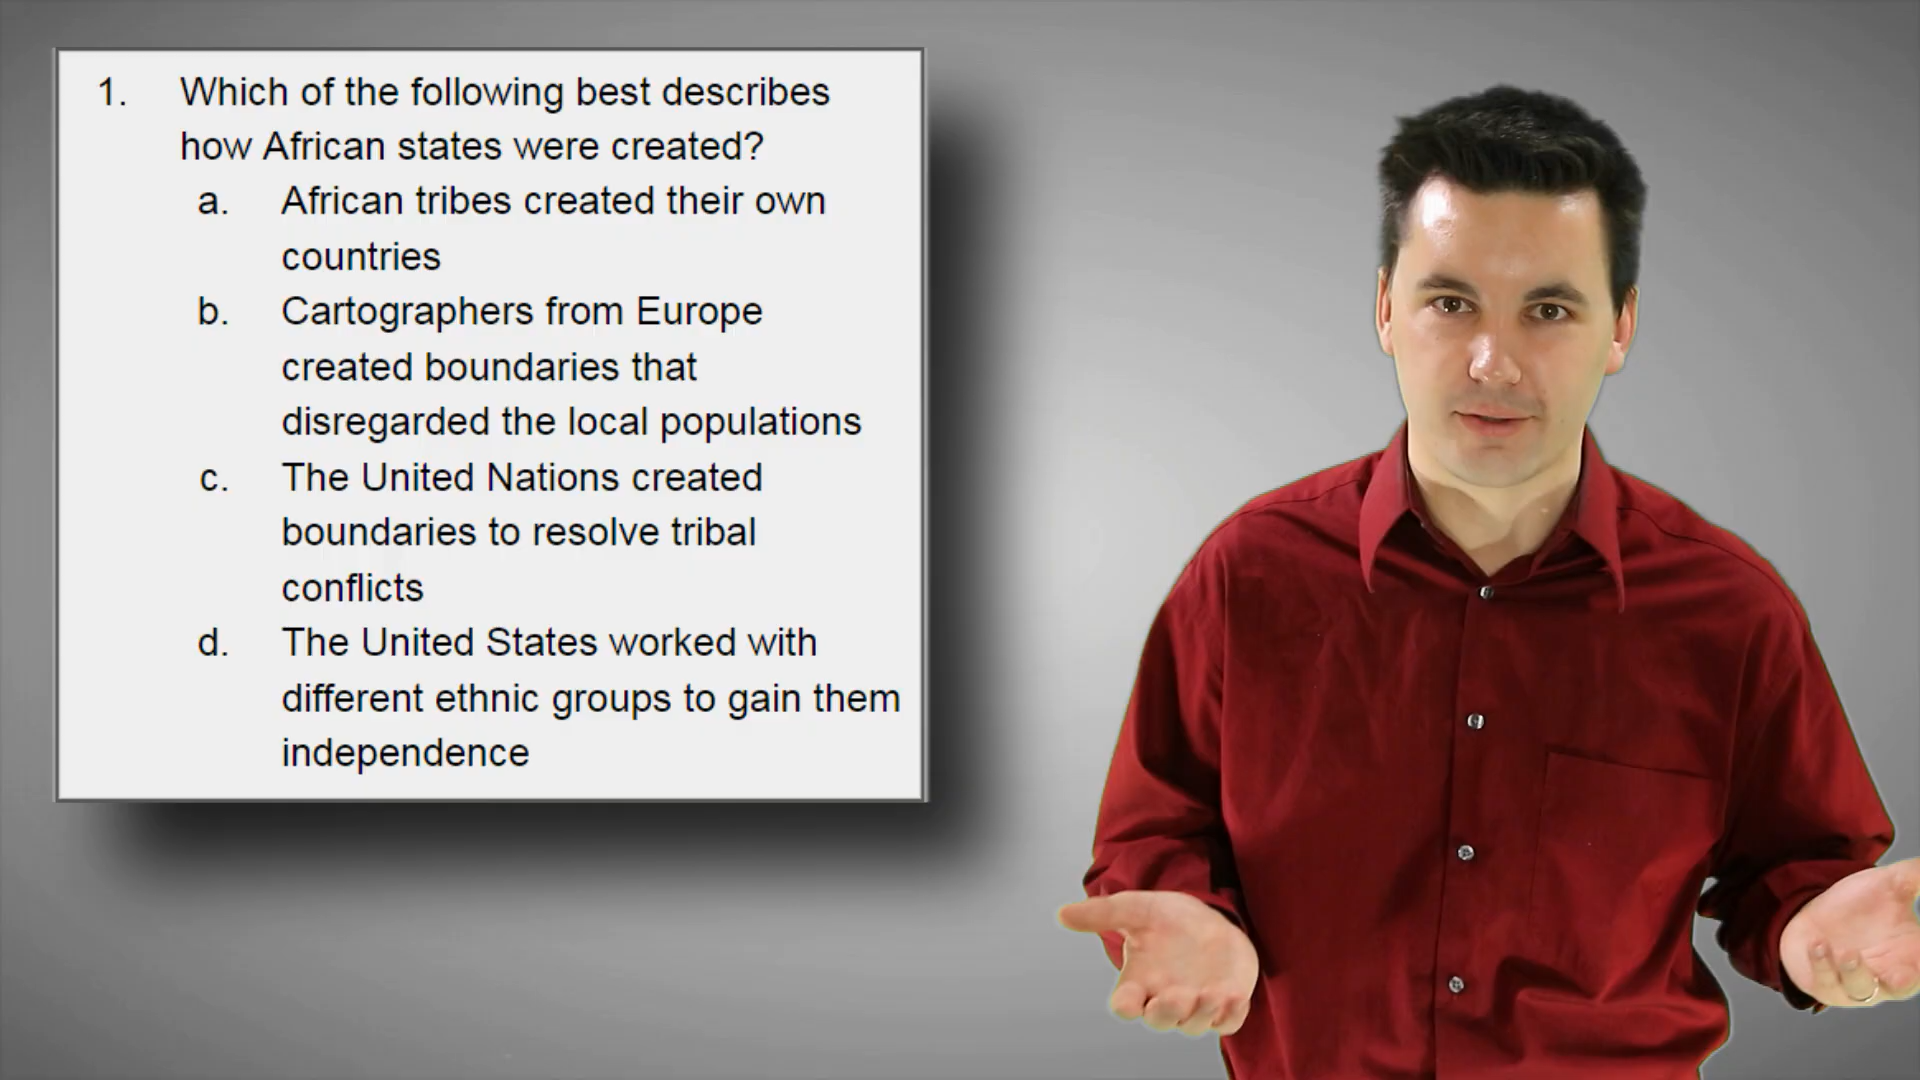 1. Which of the following best describes
how African states were created?
a. African tribes created their own
countries
b. Cartographers from Europe
created boundaries that
disregarded the local populations
c. The United Nations created
boundaries to resolve tribal
conflicts
d. The United States worked with
different ethnic groups to gain them
independence